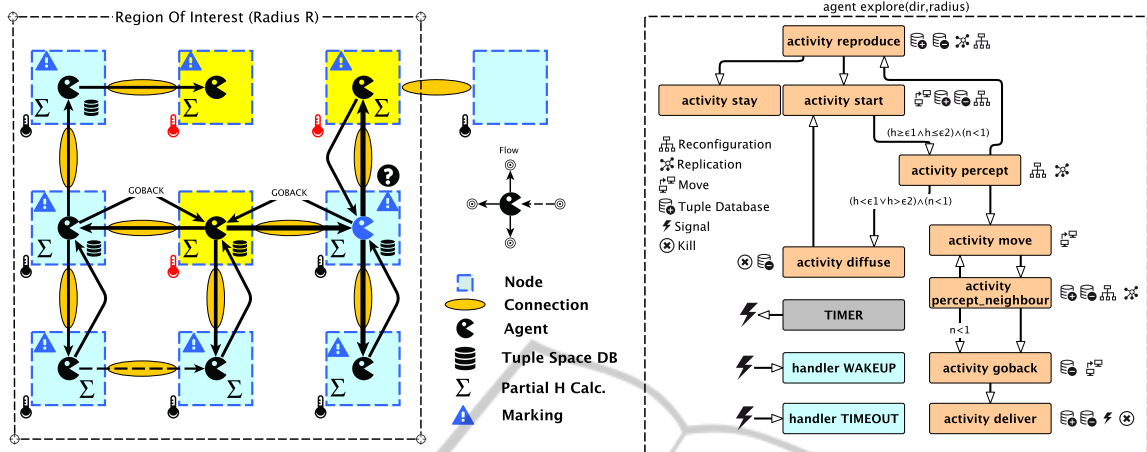 Region Of Interest (Radius R)
Σ
Σ
Σ
GOBACK
GOBACK
?
Σ
Σ
Σ
Σ
Σ
Σ
Flow
Node
Connection
Agent
Tuple Space DB
Σ Partial H Calc.
Marking
agent explore(dir,radius)
activity reproduce
activity stay
activity start
(h≥ϵ1∧h≤ϵ2)∧(n<1)
Reconfiguration
Replication
Move
Tuple Database
Signal
Kill
activity percept
(h<ϵ1∨h>ϵ2)∧(n<1)
activity move
activity diffuse
activity
percept_neighbour
TIMER
n<1
handler WAKEUP
activity goback
handler TIMEOUT
activity deliver